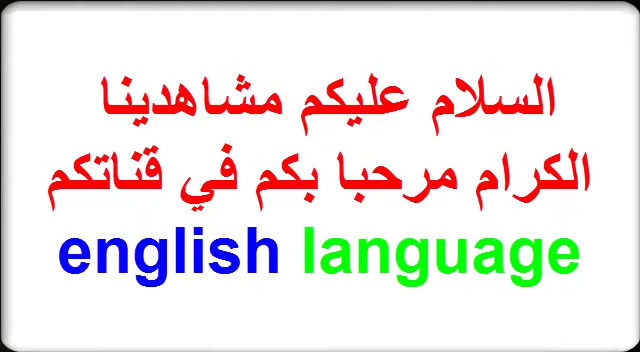 السلام عليكم مشاهدينا
الكرام مرحبا بكم في قناتكم
english language